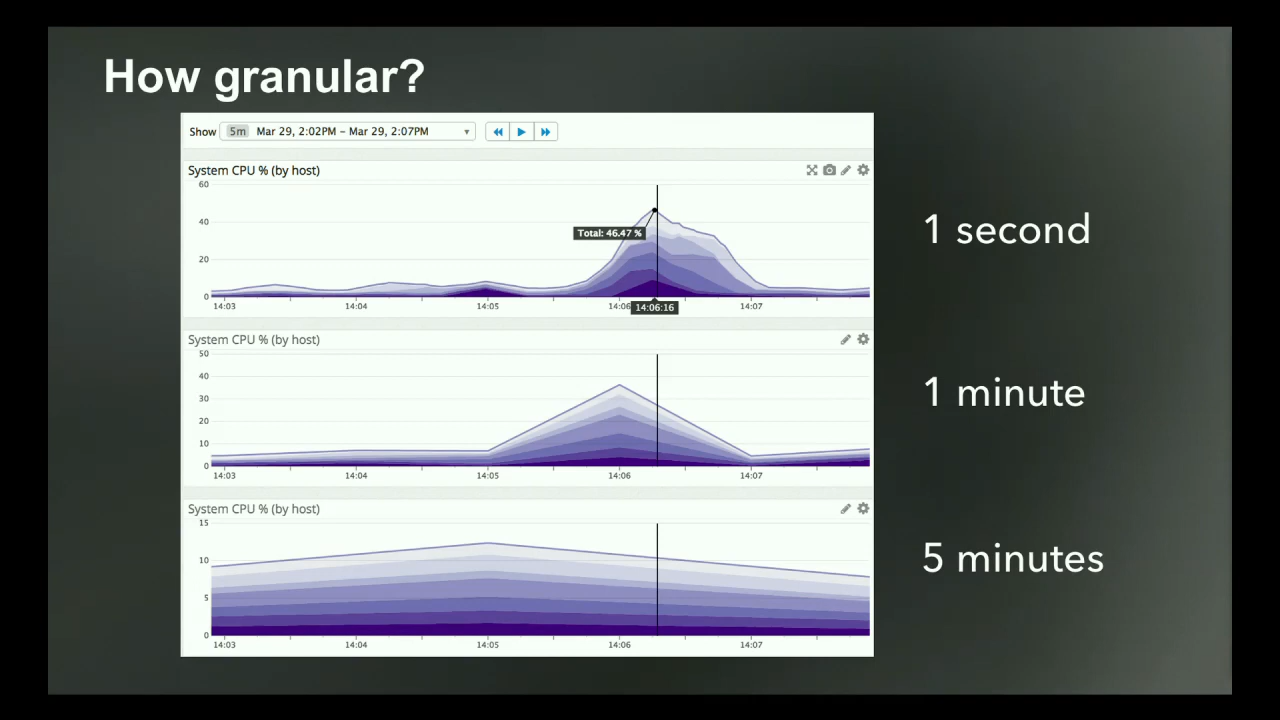 How granular?
Show 5m Mar 29, 2:02PM – Mar 29, 2:07PM
System CPU % (by host)
60
40
20
0
Total: 46.47 %
14:03 14:04 14:05 14:06 14:06:16 14:07
1 second
System CPU % (by host)
50
40
30
20
10
0
14:03 14:04 14:05 14:06 14:07
1 minute
System CPU % (by host)
15
10
5
0
14:03 14:04 14:05 14:06 14:07
5 minutes